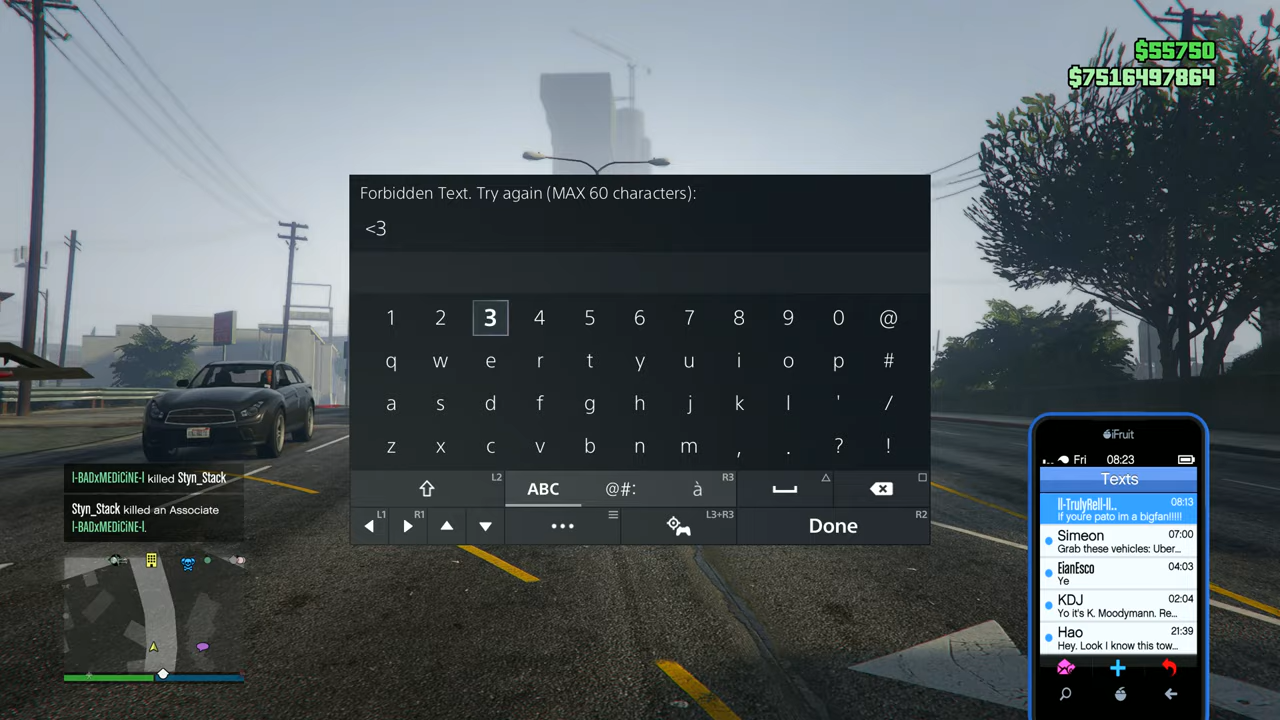 $55750
$7516497864
Forbidden Text. Try again (MAX 60 characters):
<3
1 2 3 4 5 6 7 8 9 0 @
q w e r t y u i o p #
a s d f g h j k l ' /
z x c v b n m , . ? !
L2 ABC @#: à R3
L1 R1 ... L3+R3 Done R2
l-BADxMEDiCiNE-l killed Styn_Stack
Styn_Stack killed an Associate
l-BADxMEDiCiNE-l.
iFruit
Fri 08:23
Texts
ll-TrulyRell-ll.. 08:13
If youre pato im a bigfan!!!!!
Simeon 07:00
Grab these vehicles: Uber...
EianEsco 04:03
Ye
KDJ 02:04
Yo it's K. Moodymann. Re...
Hao 21:39
Hey. Look I know this tow...